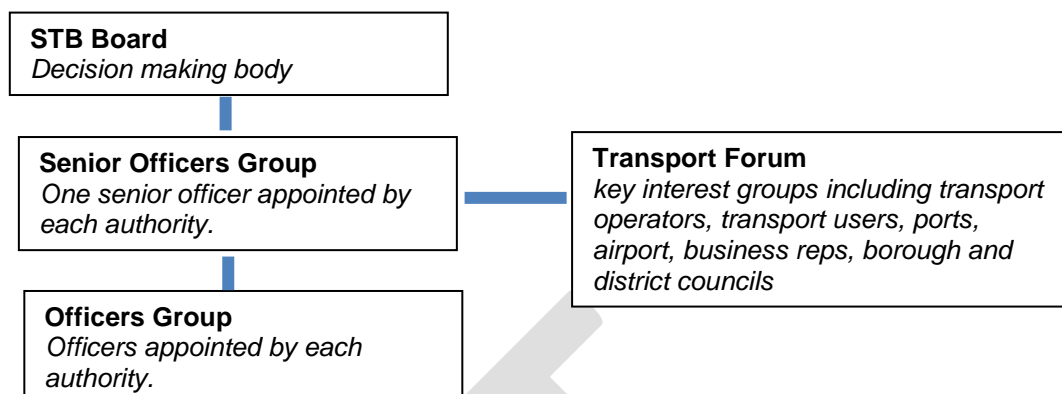 STB Board
Decision making body
Senior Officers Group
One senior officer appointed by
each authority.
Transport Forum
key interest groups including transport
operators, transport users, ports,
airport, business reps, borough and
district councils
Officers Group
Officers appointed by each
authority.